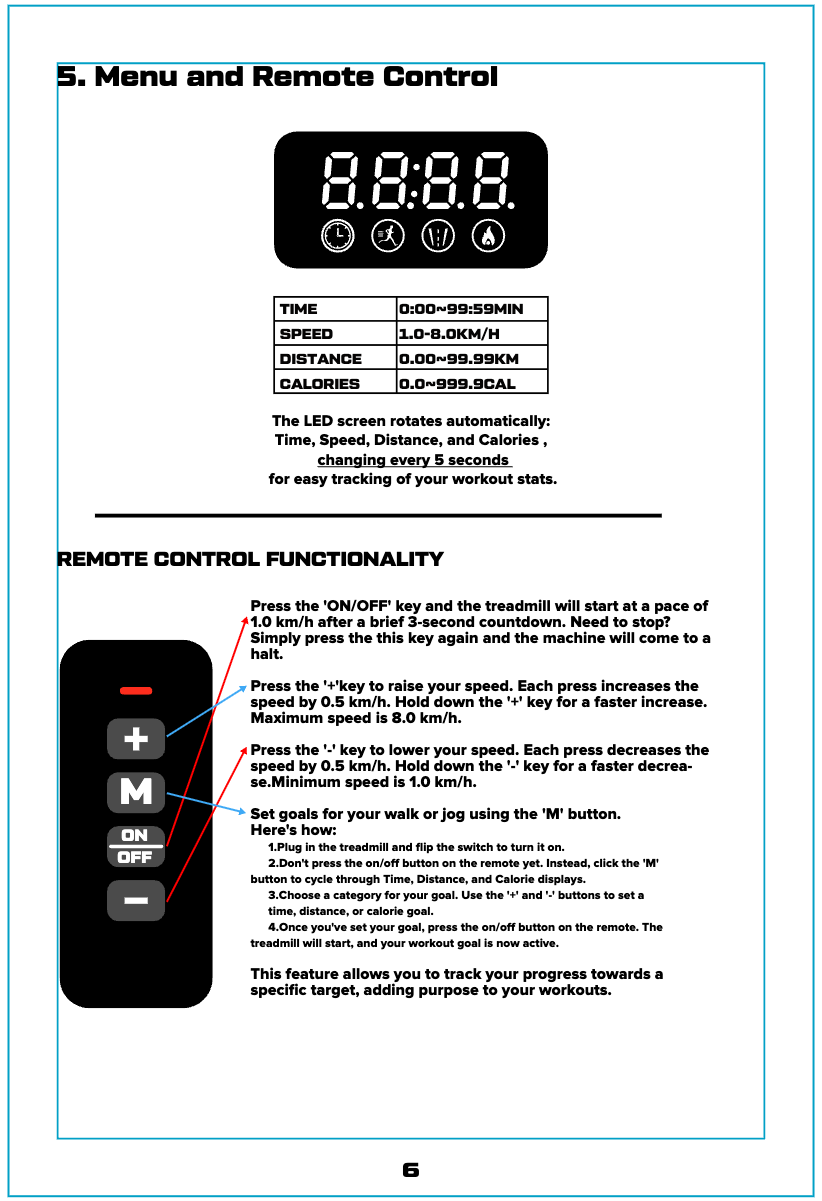 5. Menu and Remote Control
8.8:8.8.
TIME 0:00~99:59MIN
SPEED 1.0-8.0KM/H
DISTANCE 0.00~99.99KM
CALORIES 0.0~999.9CAL
The LED screen rotates automatically:
Time, Speed, Distance, and Calories ,
changing every 5 seconds
for easy tracking of your workout stats.
REMOTE CONTROL FUNCTIONALITY
+
M
ON
OFF
-
Press the 'ON/OFF' key and the treadmill will start at a pace of
1.0 km/h after a brief 3-second countdown. Need to stop?
Simply press the this key again and the machine will come to a
halt.
Press the '+'key to raise your speed. Each press increases the
speed by 0.5 km/h. Hold down the '+' key for a faster increase.
Maximum speed is 8.0 km/h.
Press the '-' key to lower your speed. Each press decreases the
speed by 0.5 km/h. Hold down the '-' key for a faster decrea-
se.Minimum speed is 1.0 km/h.
Set goals for your walk or jog using the 'M' button.
Here's how:
1.Plug in the treadmill and flip the switch to turn it on.
2.Don't press the on/off button on the remote yet. Instead, click the 'M'
button to cycle through Time, Distance, and Calorie displays.
3.Choose a category for your goal. Use the '+' and '-' buttons to set a
time, distance, or calorie goal.
4.Once you've set your goal, press the on/off button on the remote. The
treadmill will start, and your workout goal is now active.
This feature allows you to track your progress towards a
specific target, adding purpose to your workouts.
6